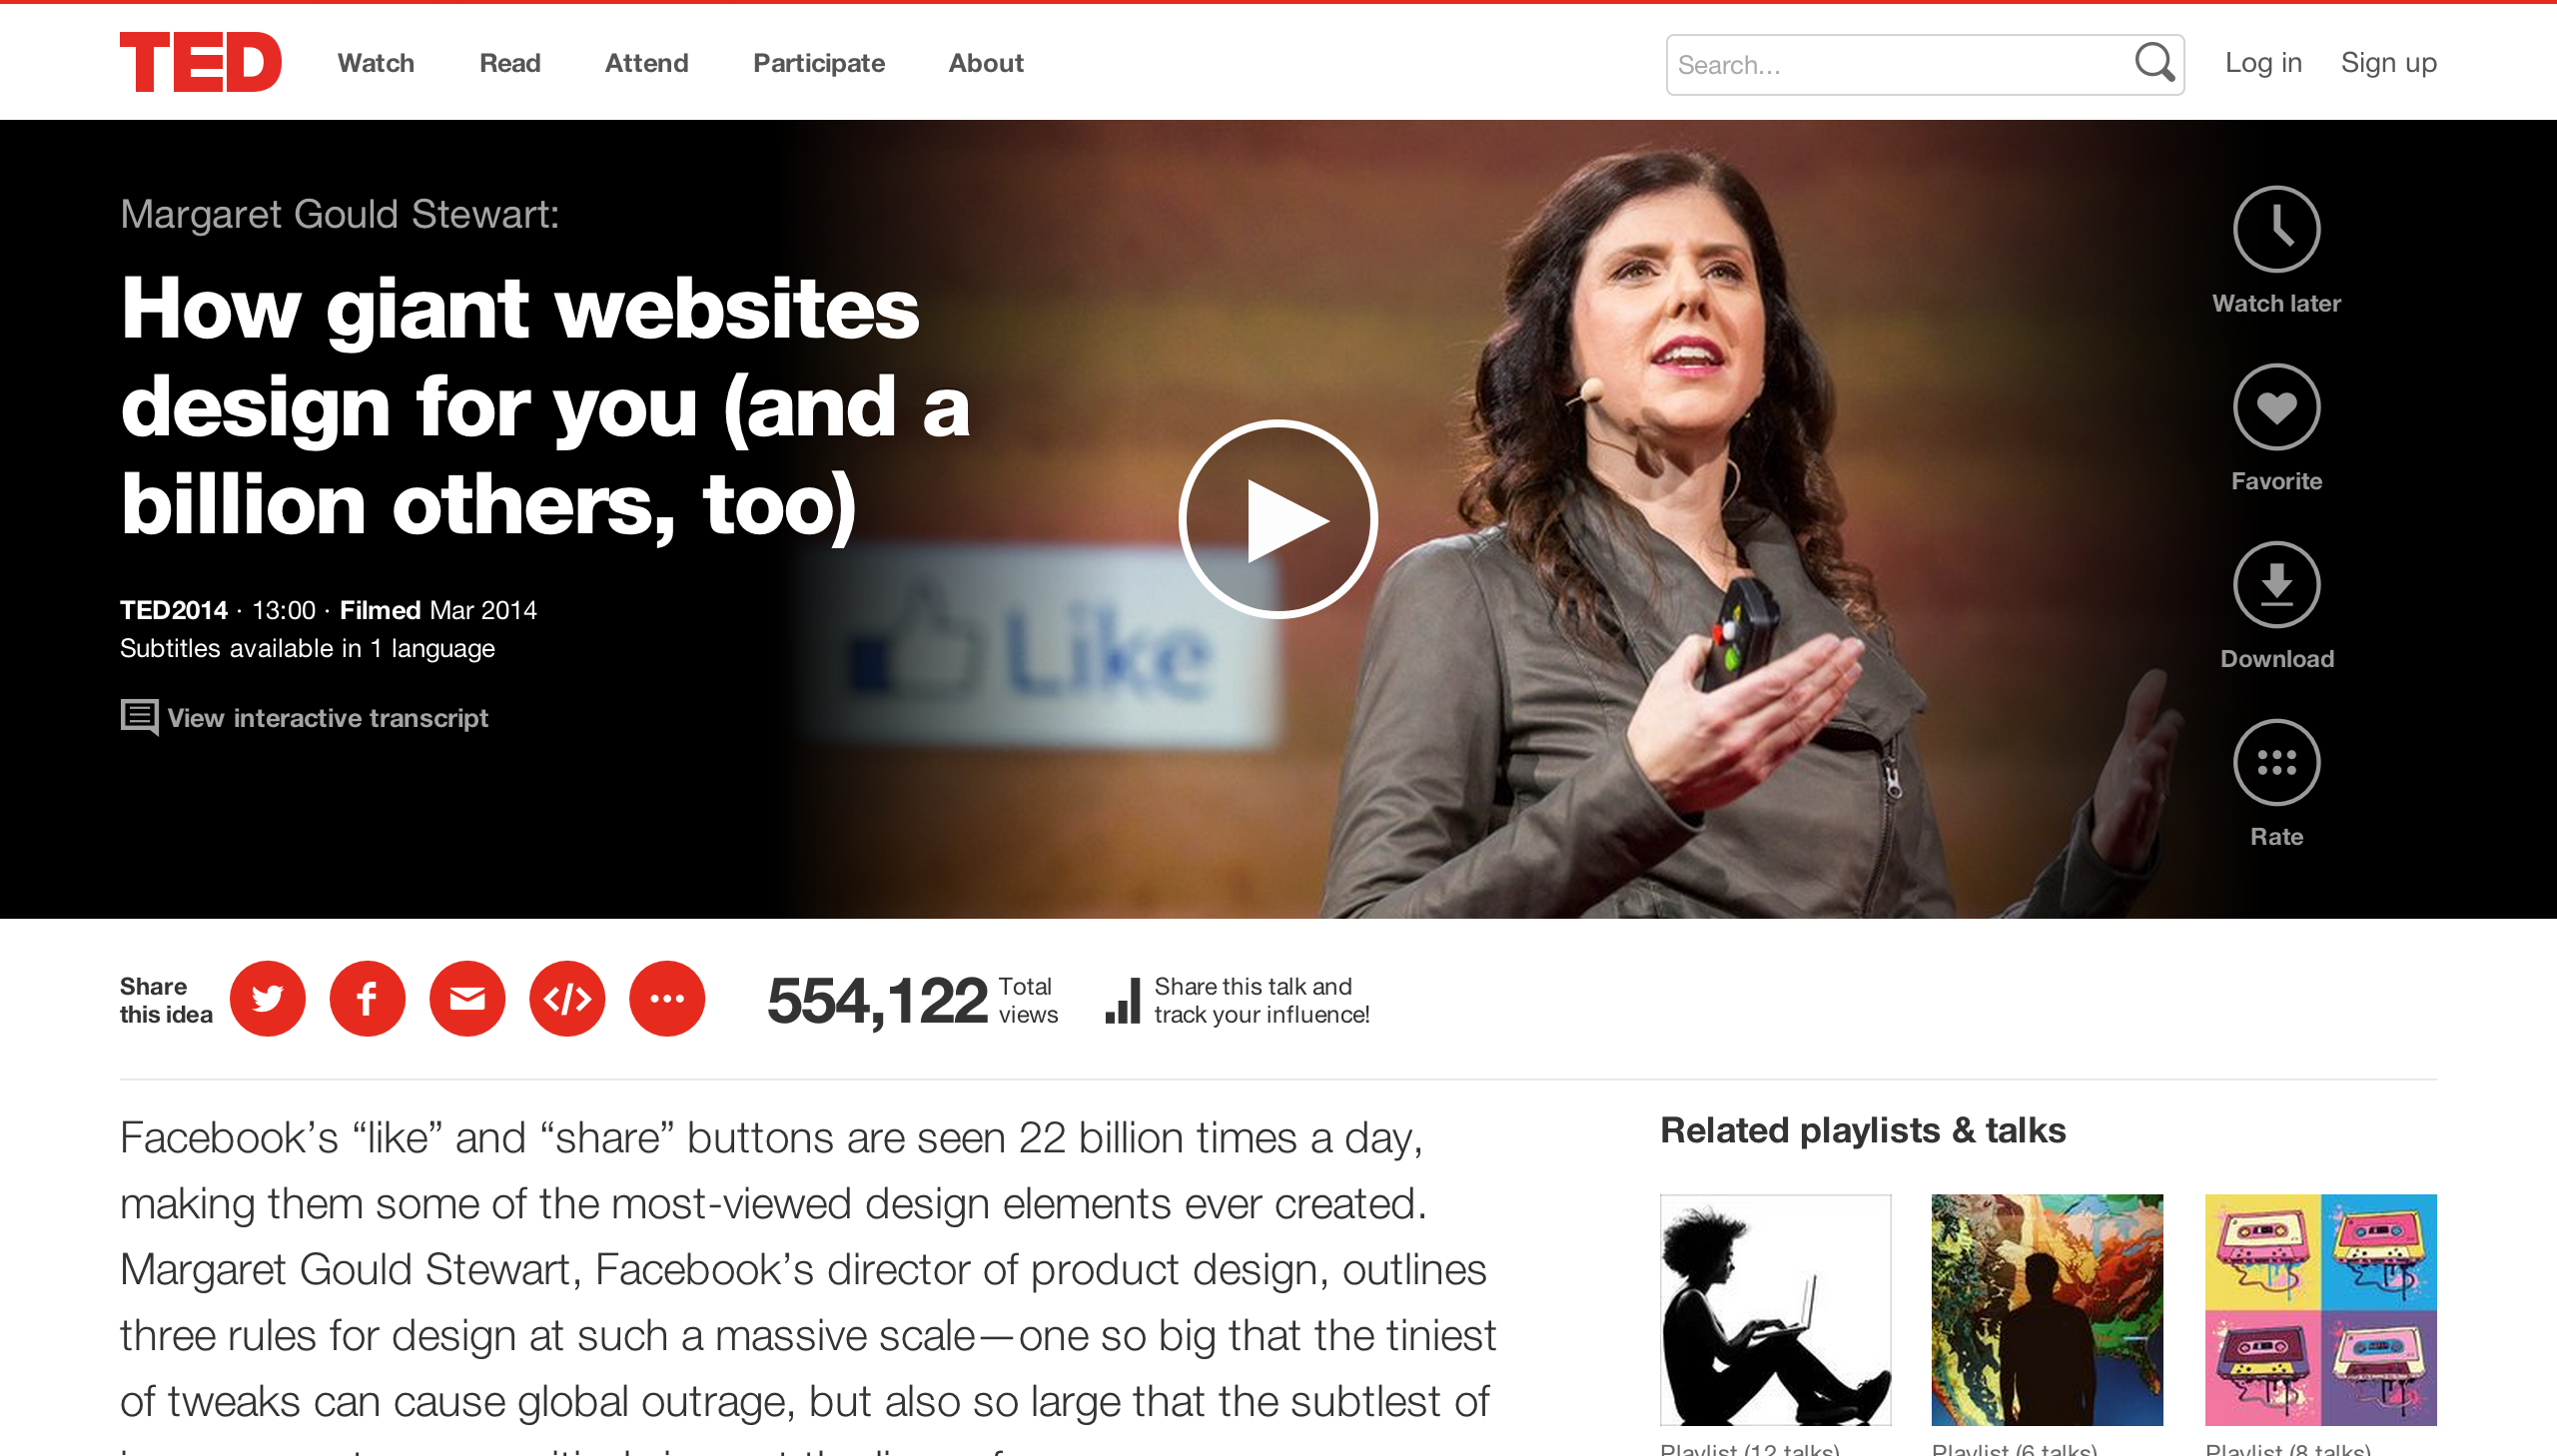 TED
Watch
Read
Attend
Participate
About
Search...
Log in
Sign up
Margaret Gould Stewart:
How giant websites
design for you (and a
billion others, too)
TED2014 · 13:00 · Filmed Mar 2014
Subtitles available in 1 language
View interactive transcript
Like
Watch later
Favorite
Download
Rate
Share
this idea
554,122
Total
views
Share this talk and
track your influence!
Facebook’s “like” and “share” buttons are seen 22 billion times a day,
making them some of the most-viewed design elements ever created.
Margaret Gould Stewart, Facebook’s director of product design, outlines
three rules for design at such a massive scale—one so big that the tiniest
of tweaks can cause global outrage, but also so large that the subtlest of
Related playlists & talks
Playlist (12 talks)
Playlist (6 talks)
Playlist (8 talks)